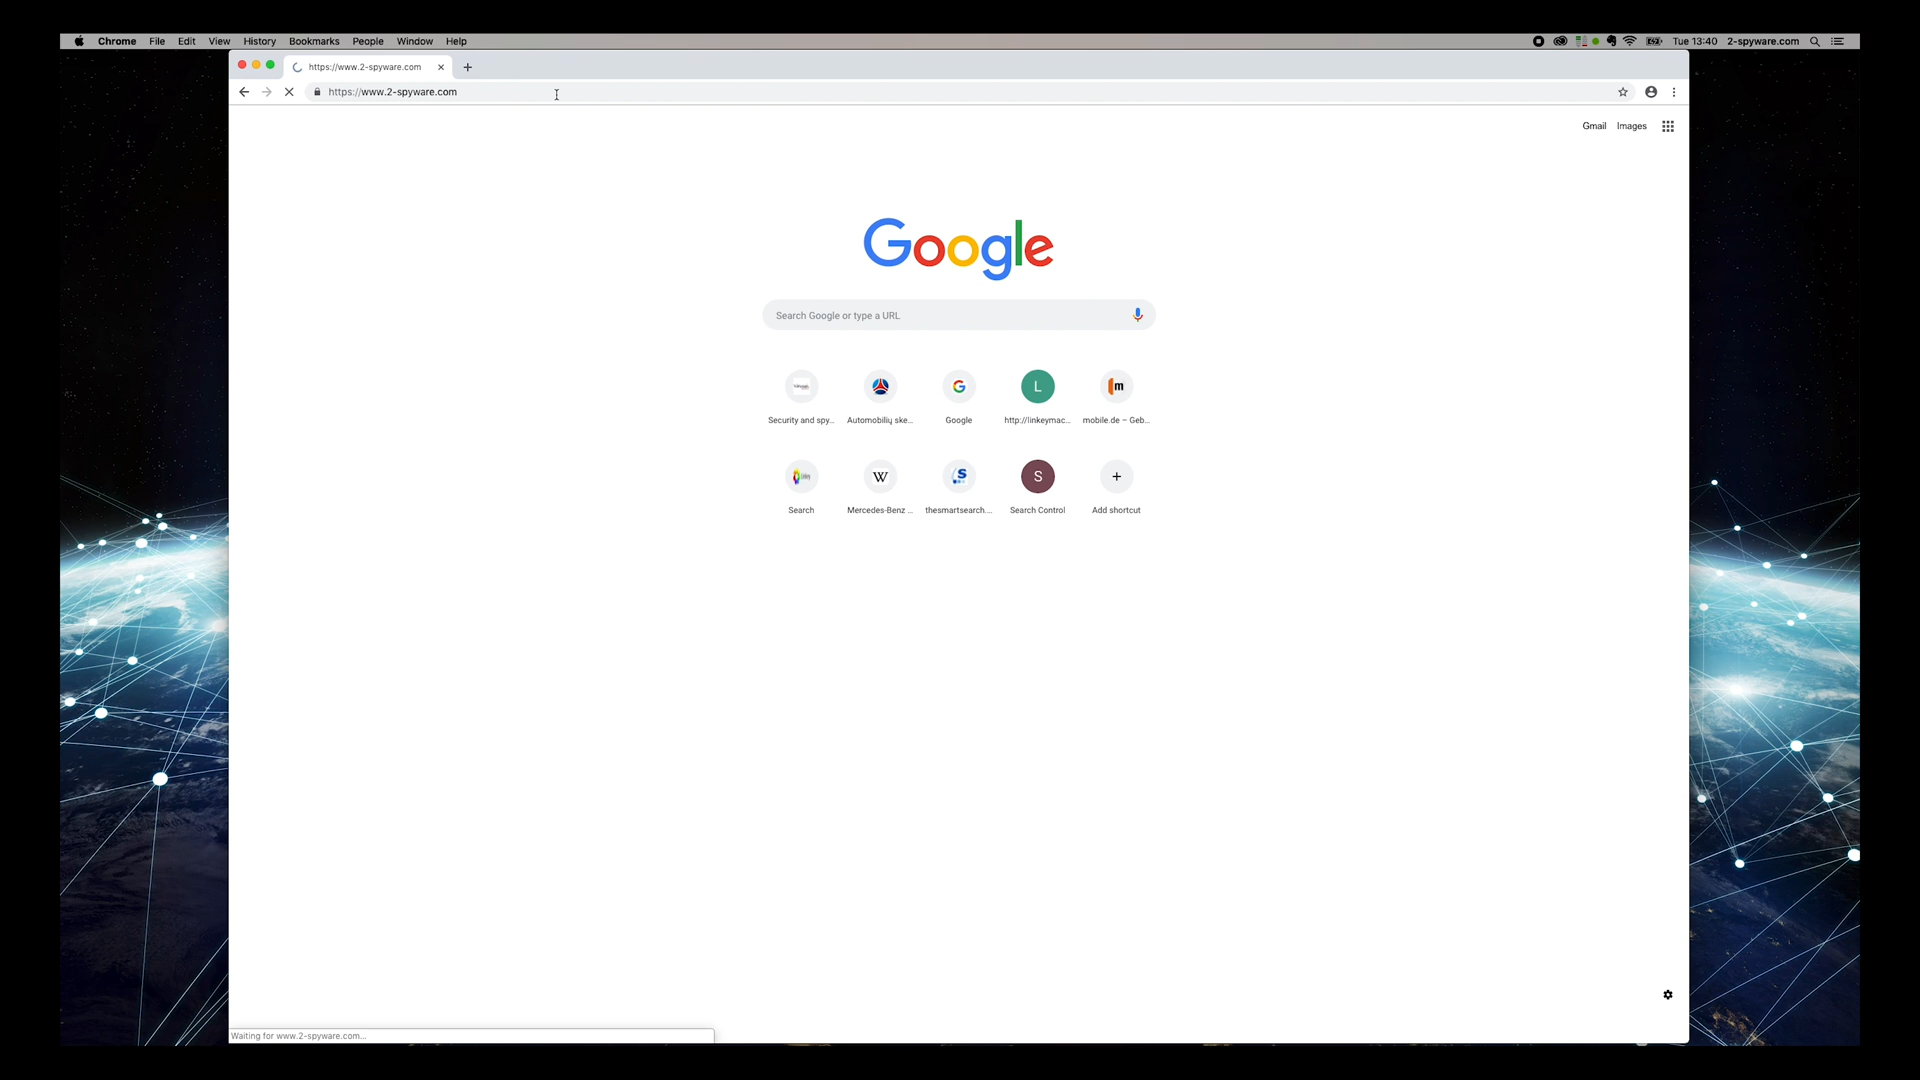 Chrome File Edit View History Bookmarks People Window Help Tue 13:40 2-spyware.com
https://www.2-spyware.com
https://www.2-spyware.com
Gmail Images
Google
Search Google or type a URL
L m
Security and spy... Automobilių ske... Google http://linkeymac... mobile.de – Geb...
W S S
Search Mercedes-Benz ... thesmartsearch.... Search Control Add shortcut
Waiting for www.2-spyware.com...